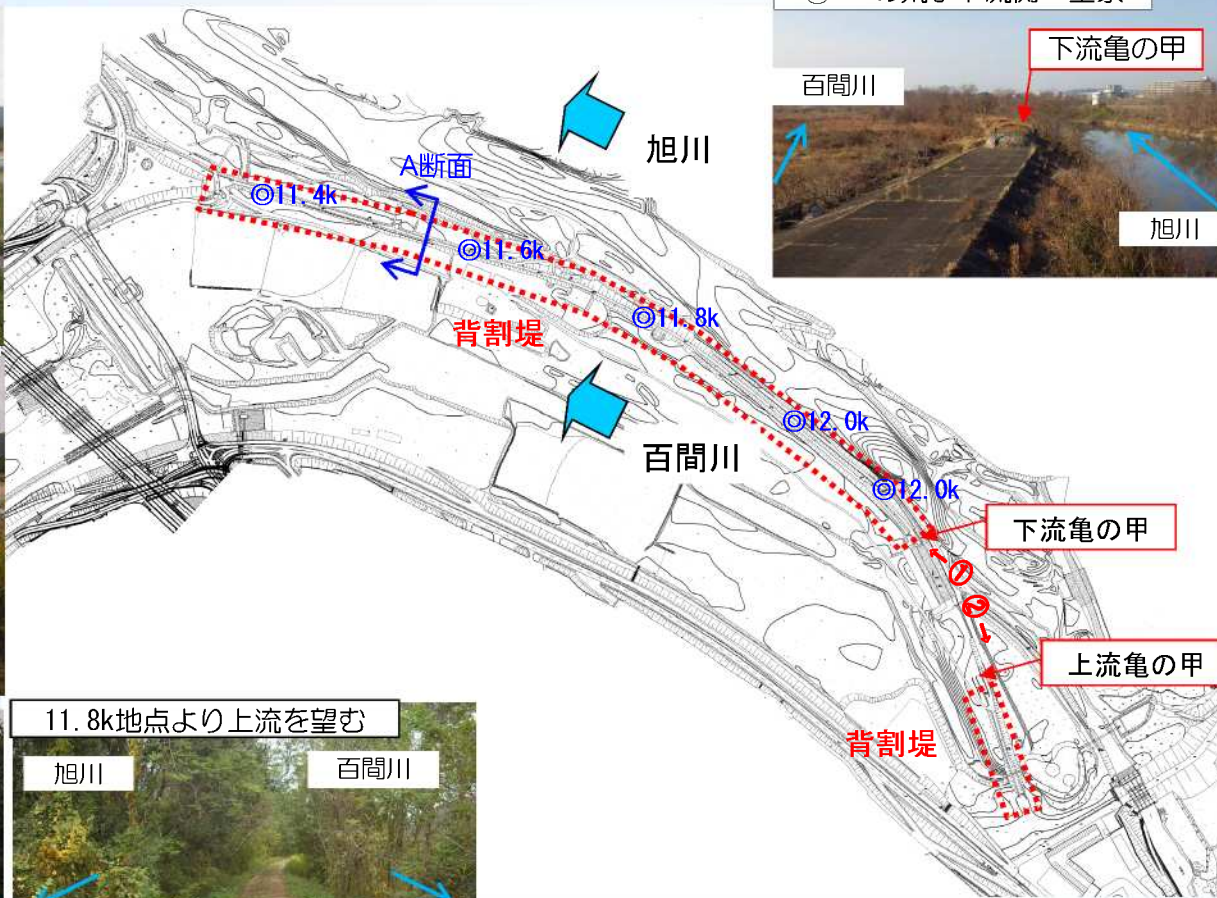 下流亀の甲
百間川
旭川
旭川
A断面
◎11.4k
◎11.6k
◎11.8k
背割堤
◎12.0k
百間川
◎12.0k
下流亀の甲
①
②
上流亀の甲
背割堤
11.8k地点より上流を望む
旭川
百間川